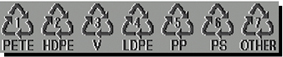 1 2 3 4 5 6 7
PETE HDPE V LDPE PP PS OTHER